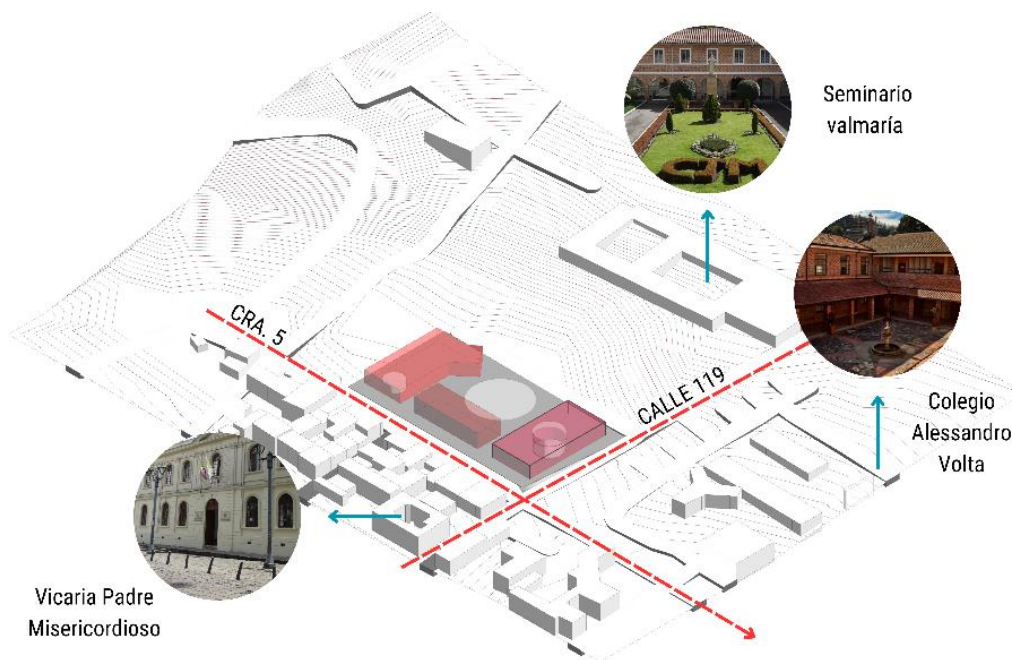 Seminario
valmaría
CRA. 5
CALLE 119
Colegio
Alessandro
Volta
Vicaria Padre
Misericordioso